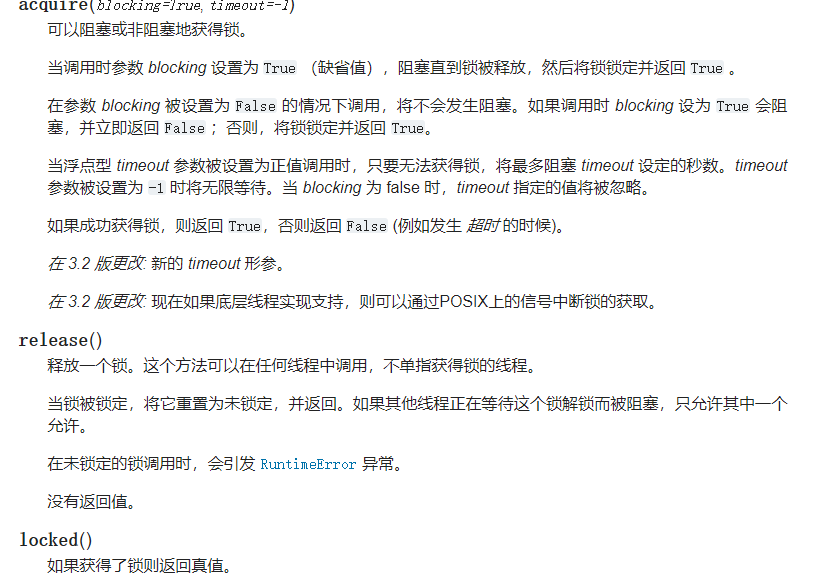 acquire(blocking=True, timeout=-1)
可以阻塞或非阻塞地获得锁。
当调用时参数 blocking 设置为 True （缺省值），阻塞直到锁被释放，然后将锁锁定并返回 True 。
在参数 blocking 被设置为 False 的情况下调用，将不会发生阻塞。如果调用时 blocking 设为 True 会阻
塞，并立即返回 False ；否则，将锁锁定并返回 True。
当浮点型 timeout 参数被设置为正值调用时，只要无法获得锁，将最多阻塞 timeout 设定的秒数。timeout
参数被设置为 -1 时将无限等待。当 blocking 为 false 时，timeout 指定的值将被忽略。
如果成功获得锁，则返回 True，否则返回 False (例如发生 超时 的时候)。
在 3.2 版更改: 新的 timeout 形参。
在 3.2 版更改: 现在如果底层线程实现支持，则可以通过POSIX上的信号中断锁的获取。
release()
释放一个锁。这个方法可以在任何线程中调用，不单指获得锁的线程。
当锁被锁定，将它重置为未锁定，并返回。如果其他线程正在等待这个锁解锁而被阻塞，只允许其中一个
允许。
在未锁定的锁调用时，会引发 RuntimeError 异常。
没有返回值。
locked()
如果获得了锁则返回真值。